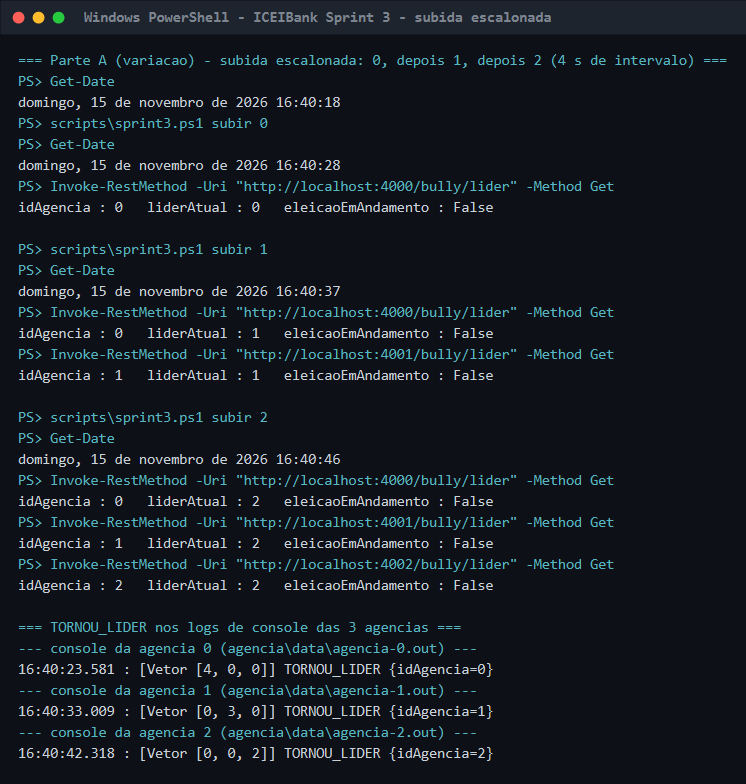 Windows PowerShell - ICEIBank Sprint 3 - subida escalonada
=== Parte A (variacao) - subida escalonada: 0, depois 1, depois 2 (4 s de intervalo) ===
PS> Get-Date
domingo, 15 de novembro de 2026 16:40:18
PS> scripts\sprint3.ps1 subir 0
PS> Get-Date
domingo, 15 de novembro de 2026 16:40:28
PS> Invoke-RestMethod -Uri "http://localhost:4000/bully/lider" -Method Get
idAgencia : 0   liderAtual : 0   eleicaoEmAndamento : False
PS> scripts\sprint3.ps1 subir 1
PS> Get-Date
domingo, 15 de novembro de 2026 16:40:37
PS> Invoke-RestMethod -Uri "http://localhost:4000/bully/lider" -Method Get
idAgencia : 0   liderAtual : 1   eleicaoEmAndamento : False
PS> Invoke-RestMethod -Uri "http://localhost:4001/bully/lider" -Method Get
idAgencia : 1   liderAtual : 1   eleicaoEmAndamento : False
PS> scripts\sprint3.ps1 subir 2
PS> Get-Date
domingo, 15 de novembro de 2026 16:40:46
PS> Invoke-RestMethod -Uri "http://localhost:4000/bully/lider" -Method Get
idAgencia : 0   liderAtual : 2   eleicaoEmAndamento : False
PS> Invoke-RestMethod -Uri "http://localhost:4001/bully/lider" -Method Get
idAgencia : 1   liderAtual : 2   eleicaoEmAndamento : False
PS> Invoke-RestMethod -Uri "http://localhost:4002/bully/lider" -Method Get
idAgencia : 2   liderAtual : 2   eleicaoEmAndamento : False
=== TORNOU_LIDER nos logs de console das 3 agencias ===
--- console da agencia 0 (agencia\data\agencia-0.out) ---
16:40:23.581 : [Vetor [4, 0, 0]] TORNOU_LIDER {idAgencia=0}
--- console da agencia 1 (agencia\data\agencia-1.out) ---
16:40:33.009 : [Vetor [0, 3, 0]] TORNOU_LIDER {idAgencia=1}
--- console da agencia 2 (agencia\data\agencia-2.out) ---
16:40:42.318 : [Vetor [0, 0, 2]] TORNOU_LIDER {idAgencia=2}